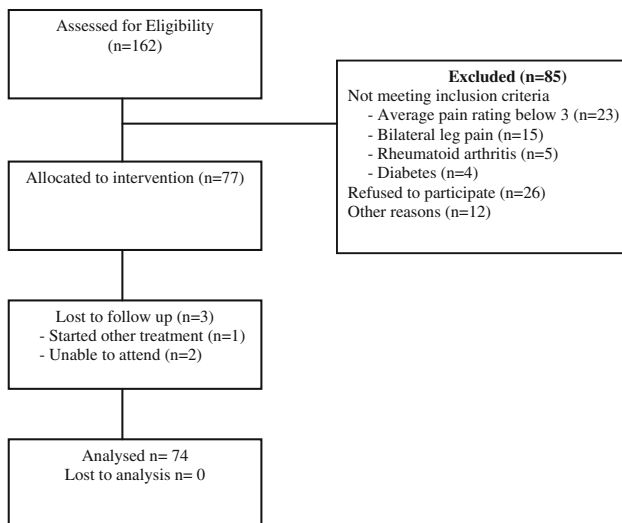 Assessed for Eligibility
(n=162)
Excluded (n=85)
Not meeting inclusion criteria
- Average pain rating below 3 (n=23)
- Bilateral leg pain (n=15)
- Rheumatoid arthritis (n=5)
- Diabetes (n=4)
Refused to participate (n=26)
Other reasons (n=12)
Allocated to intervention (n=77)
Lost to follow up (n=3)
- Started other treatment (n=1)
- Unable to attend (n=2)
Analysed n= 74
Lost to analysis n= 0